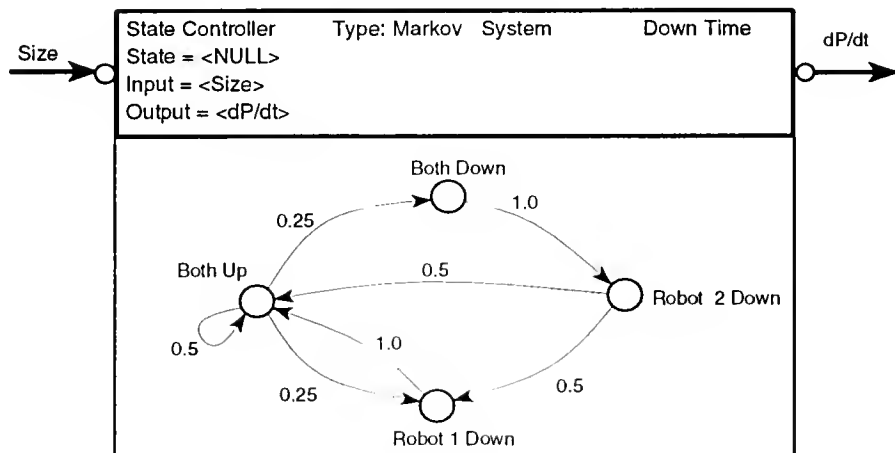 State Controller Type: Markov System Down Time
Size
dP/dt
State = <NULL>
Input = <Size>
Output = <dP/dt>
Both Down
0.25
1.0
Both Up
0.5
Robot 2 Down
0.5
1.0
0.25
0.5
Robot 1 Down